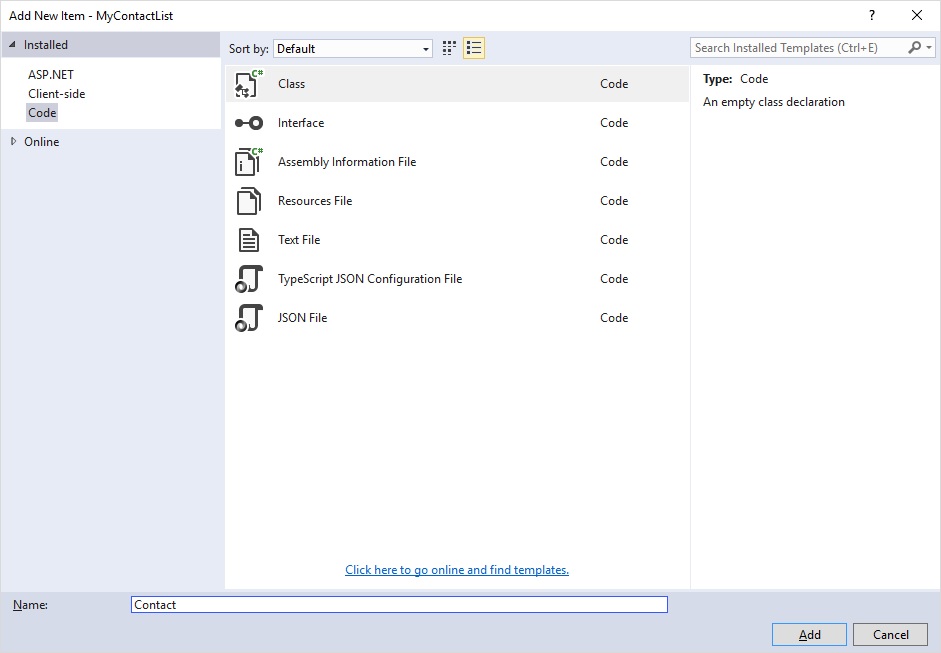 Add New Item - MyContactList ?
Installed
ASP.NET
Client-side
Code
Online
Sort by: Default
Search Installed Templates (Ctrl+E)
C# Class Code
Interface Code
C# Assembly Information File Code
Resources File Code
Text File Code
TypeScript JSON Configuration File Code
JSON File Code
Type: Code
An empty class declaration
Click here to go online and find templates.
Name: Contact
Add Cancel